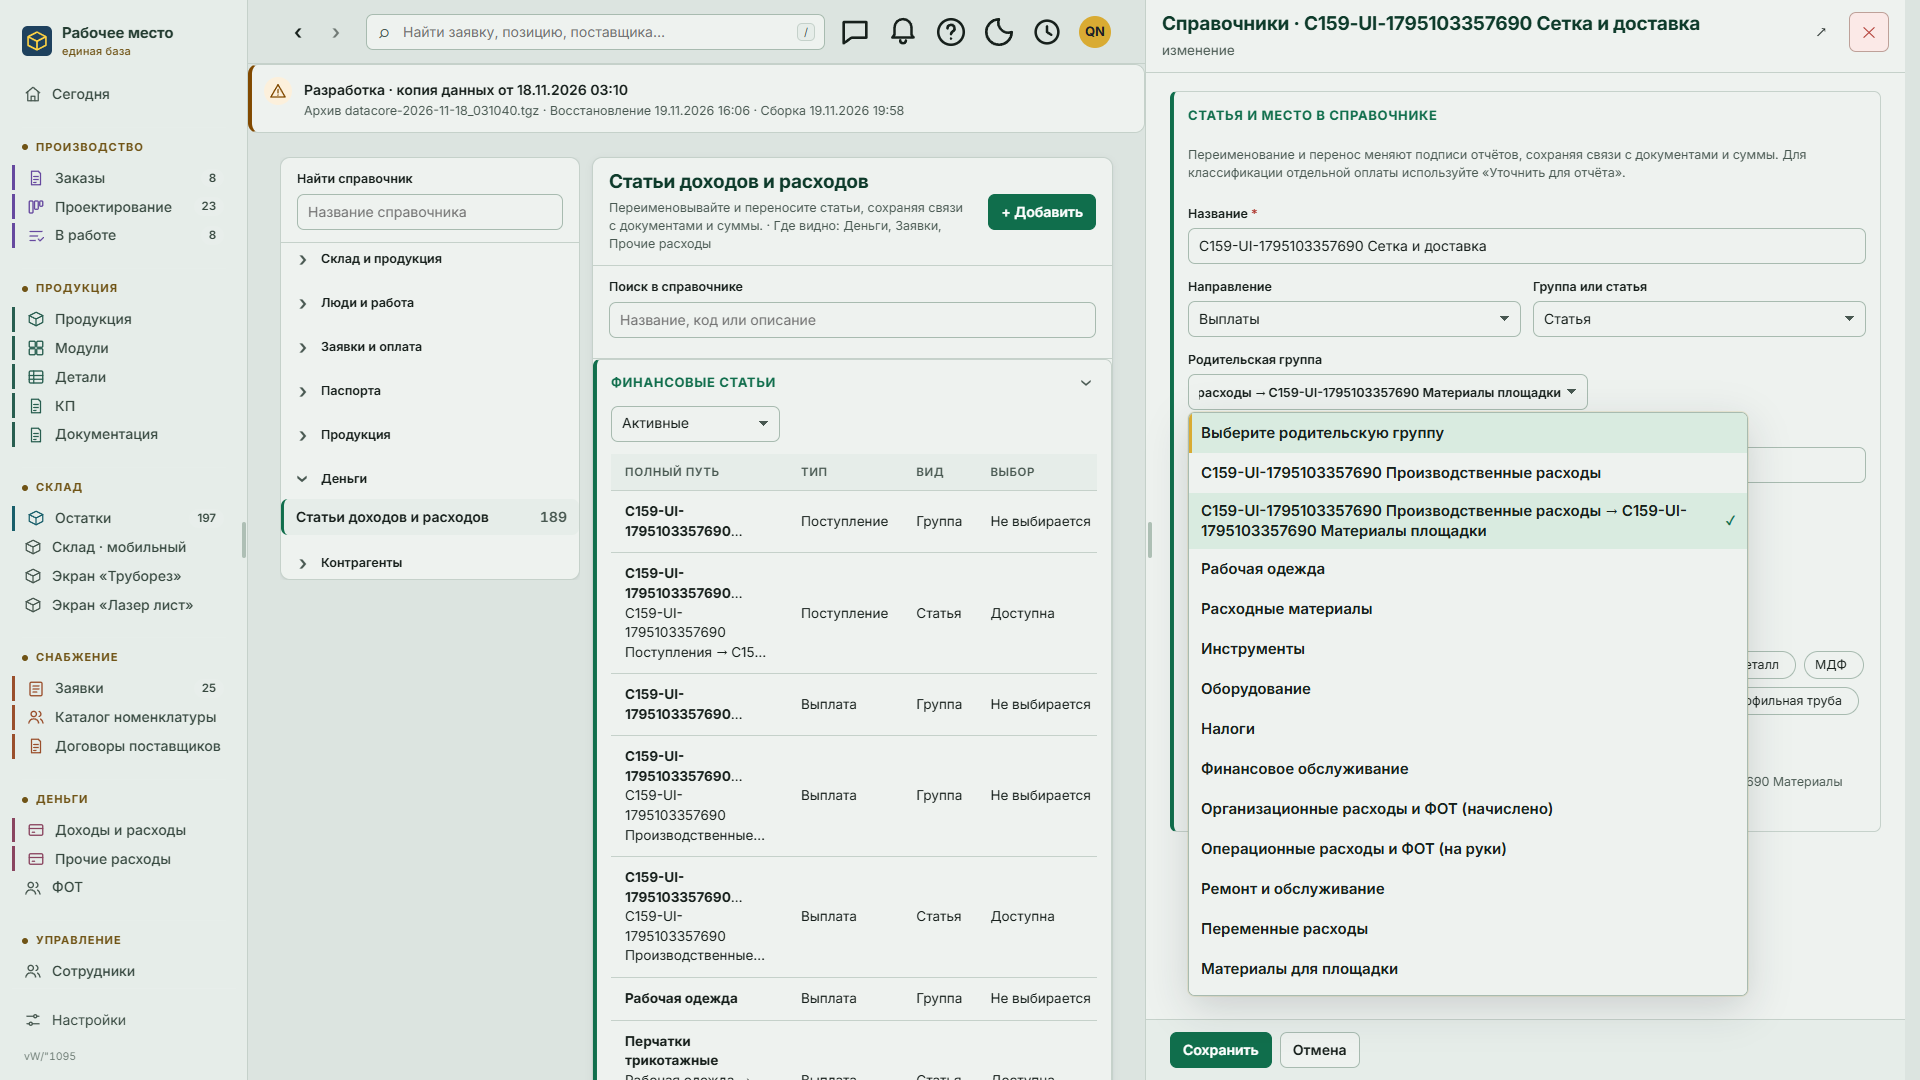 Рабочее место
единая база
Сегодня
ПРОИЗВОДСТВО
Заказы 8
Проектирование 23
В работе 8
ПРОДУКЦИЯ
Продукция
Модули
Детали
КП
Документация
СКЛАД
Остатки 197
Склад · мобильный
Экран «Труборез»
Экран «Лазер лист»
СНАБЖЕНИЕ
Заявки 25
Каталог номенклатуры
Договоры поставщиков
ДЕНЬГИ
Доходы и расходы
Прочие расходы
ФОТ
УПРАВЛЕНИЕ
Сотрудники
Настройки
vW/"1095
Найти заявку, позицию, поставщика... /
QN
Разработка · копия данных от 18.11.2026 03:10
Архив datacore-2026-11-18_031040.tgz · Восстановление 19.11.2026 16:06 · Сборка 19.11.2026 19:58
Найти справочник
Название справочника
Склад и продукция
Люди и работа
Заявки и оплата
Паспорта
Продукция
Деньги
Статьи доходов и расходов 189
Контрагенты
Статьи доходов и расходов
Переименовывайте и переносите статьи, сохраняя связи
с документами и суммы. · Где видно: Деньги, Заявки,
Прочие расходы
+ Добавить
Поиск в справочнике
Название, код или описание
ФИНАНСОВЫЕ СТАТЬИ
Активные
ПОЛНЫЙ ПУТЬ ТИП ВИД ВЫБОР
C159-UI-
1795103357690... Поступление Группа Не выбирается
C159-UI-
1795103357690...
C159-UI-
1795103357690
Поступления → C15... Поступление Статья Доступна
C159-UI-
1795103357690... Выплата Группа Не выбирается
C159-UI-
1795103357690...
C159-UI-
1795103357690
Производственные... Выплата Группа Не выбирается
C159-UI-
1795103357690...
C159-UI-
1795103357690
Производственные... Выплата Статья Доступна
Рабочая одежда Выплата Группа Не выбирается
Перчатки
трикотажные
Рабочая одежда → Выплата Статья Доступна
Справочники · C159-UI-1795103357690 Сетка и доставка
изменение
СТАТЬЯ И МЕСТО В СПРАВОЧНИКЕ
Переименование и перенос меняют подписи отчётов, сохраняя связи с документами и суммы. Для
классификации отдельной оплаты используйте «Уточнить для отчёта».
Название *
C159-UI-1795103357690 Сетка и доставка
Направление
Выплаты
Группа или статья
Статья
Родительская группа
расходы → C159-UI-1795103357690 Материалы площадки
Выберите родительскую группу
C159-UI-1795103357690 Производственные расходы
C159-UI-1795103357690 Производственные расходы → C159-UI-
1795103357690 Материалы площадки
Рабочая одежда
Расходные материалы
Инструменты
Оборудование
Налоги
Финансовое обслуживание
Организационные расходы и ФОТ (начислено)
Операционные расходы и ФОТ (на руки)
Ремонт и обслуживание
Переменные расходы
Материалы для площадки
еталл
МДФ
офильная труба
690 Материалы
Сохранить
Отмена